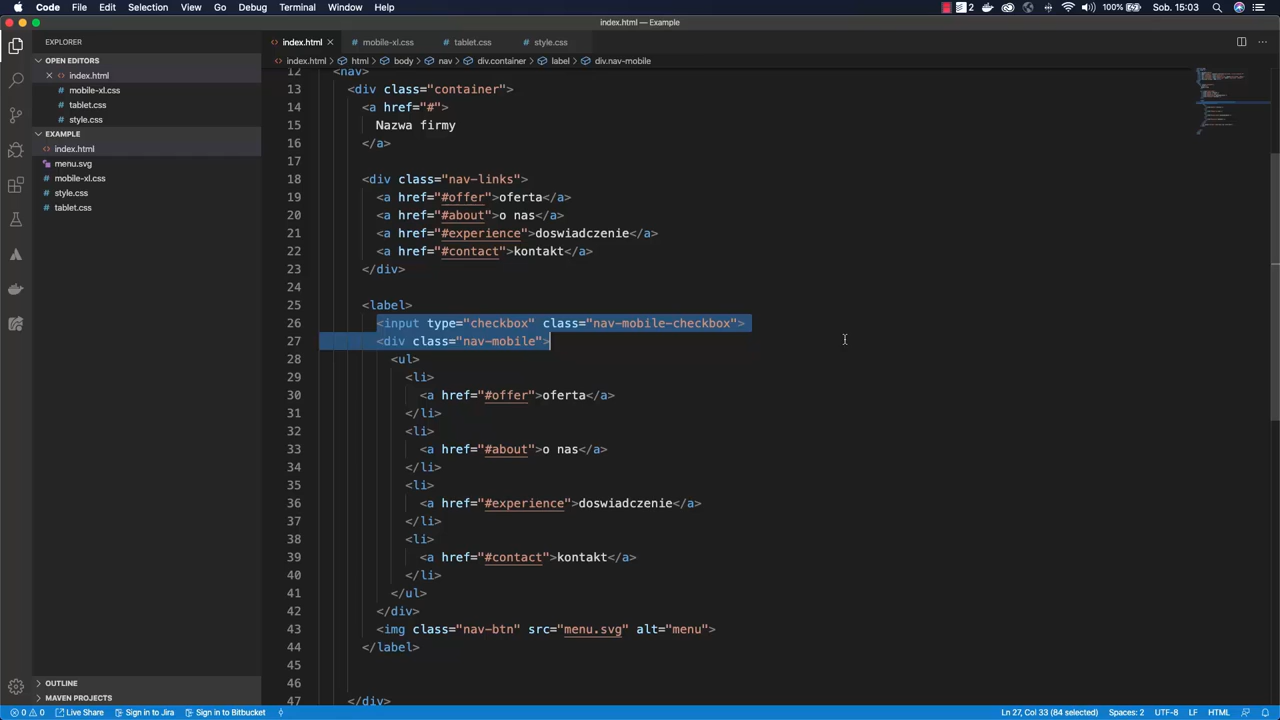 Code File Edit Selection View Go Debug Terminal Window Help 2 100% Sob. 15:03
index.html — Example
EXPLORER
OPEN EDITORS
index.html
mobile-xl.css
tablet.css
style.css
EXAMPLE
index.html
menu.svg
mobile-xl.css
style.css
tablet.css
OUTLINE
MAVEN PROJECTS
index.html mobile-xl.css tablet.css style.css
index.html > html > body > nav > div.container > label > div.nav-mobile
12 <nav>
13 <div class="container">
14 <a href="#">
15 Nazwa firmy
16 </a>
17
18 <div class="nav-links">
19 <a href="#offer">oferta</a>
20 <a href="#about">o nas</a>
21 <a href="#experience">doswiadczenie</a>
22 <a href="#contact">kontakt</a>
23 </div>
24
25 <label>
26 <input type="checkbox" class="nav-mobile-checkbox">
27 <div class="nav-mobile">
28 <ul>
29 <li>
30 <a href="#offer">oferta</a>
31 </li>
32 <li>
33 <a href="#about">o nas</a>
34 </li>
35 <li>
36 <a href="#experience">doswiadczenie</a>
37 </li>
38 <li>
39 <a href="#contact">kontakt</a>
40 </li>
41 </ul>
42 </div>
43 <img class="nav-btn" src="menu.svg" alt="menu">
44 </label>
45
46
47 </div>
0 0 Live Share Sign in to Jira Sign in to Bitbucket Ln 27, Col 33 (84 selected) Spaces: 2 UTF-8 LF HTML